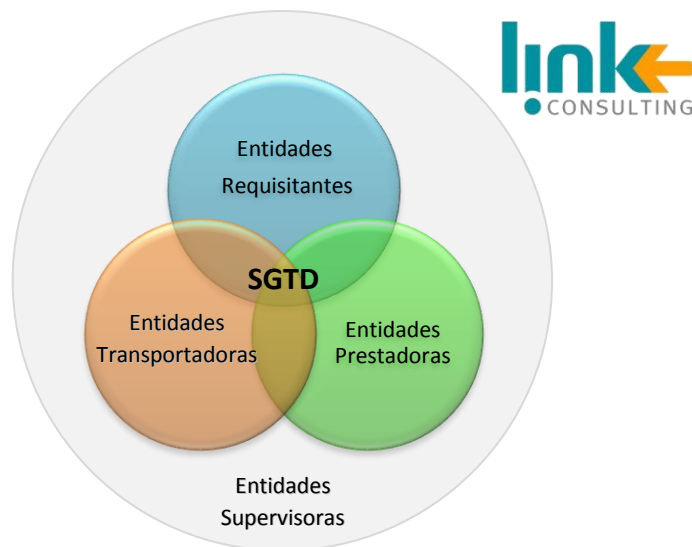 link
CONSULTING
Entidades
Requisitantes
SGTD
Entidades
Transportadoras
Entidades
Prestadoras
Entidades
Supervisoras